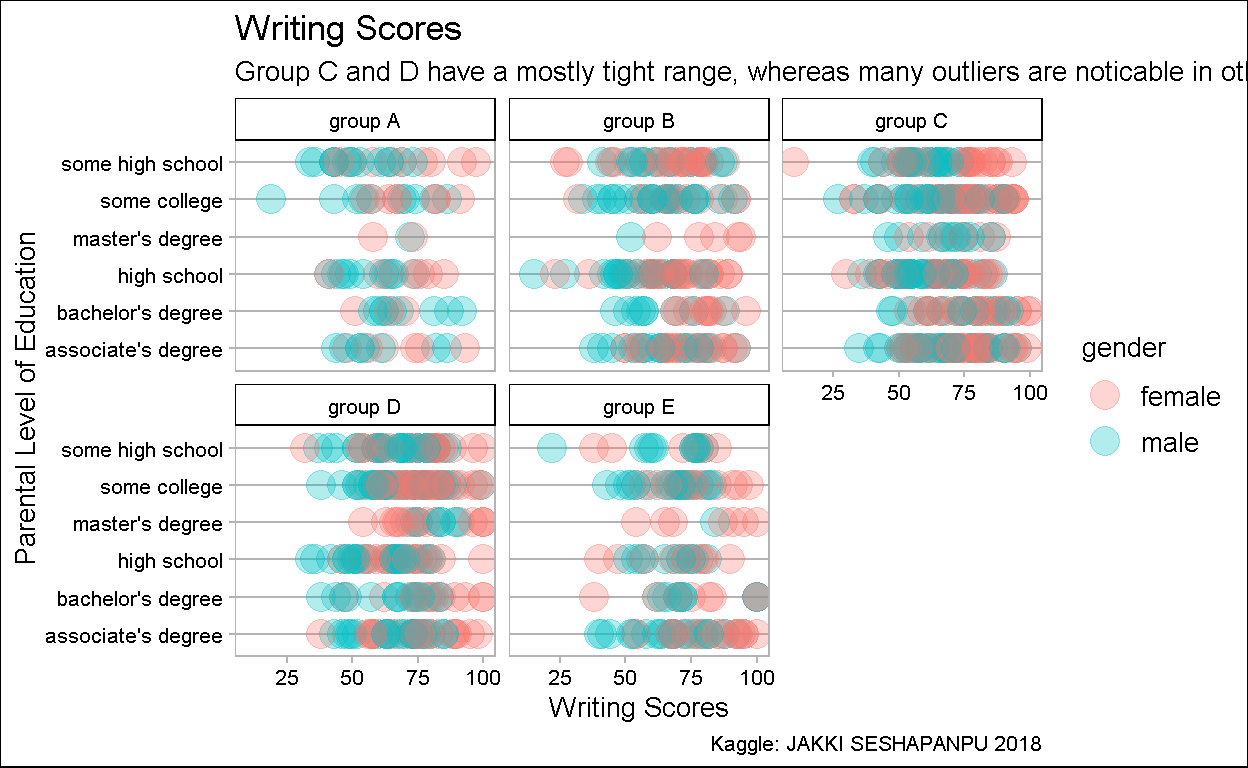 Writing Scores
Group C and D have a mostly tight range, whereas many outliers are noticable in
group A
group B
group C
some high school
some college
master's degree
high school
bachelor's degree
associate's degree
25 50 75 100
group D
group E
some high school
some college
master's degree
high school
bachelor's degree
associate's degree
25 50 75 100
25 50 75 100
Parental Level of Education
Writing Scores
gender
female
male
Kaggle: JAKKI SESHAPANPU 2018